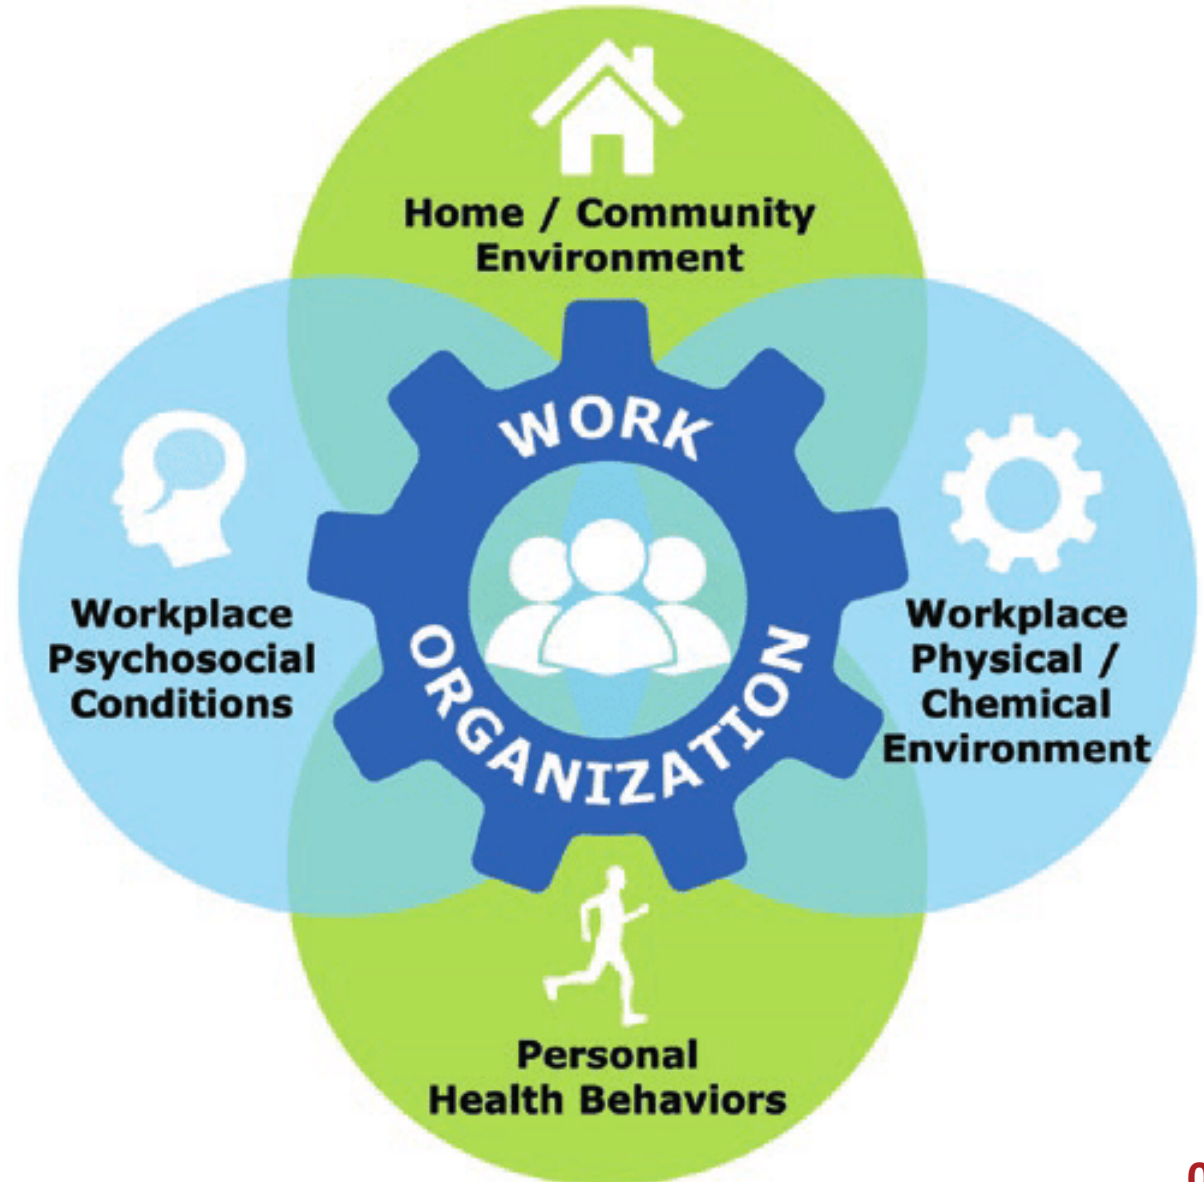 Home / Community
Environment
WORK
ORGANIZATION
Workplace
Psychosocial
Conditions
Workplace
Physical /
Chemical
Environment
Personal
Health Behaviors